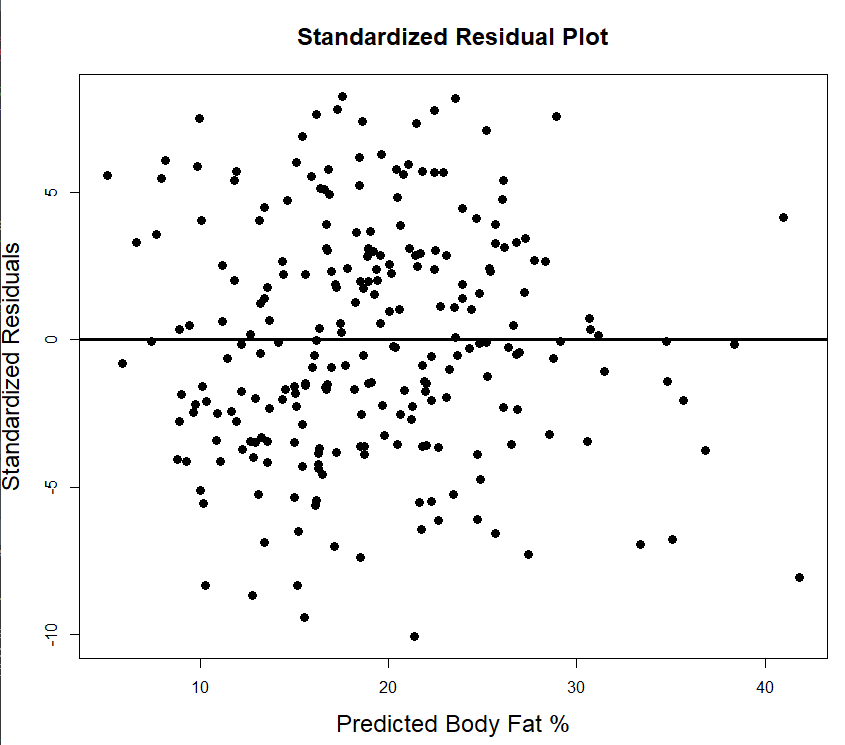 Standardized Residual Plot
Standardized Residuals
5
0
-5
-10
10 20 30 40
Predicted Body Fat %